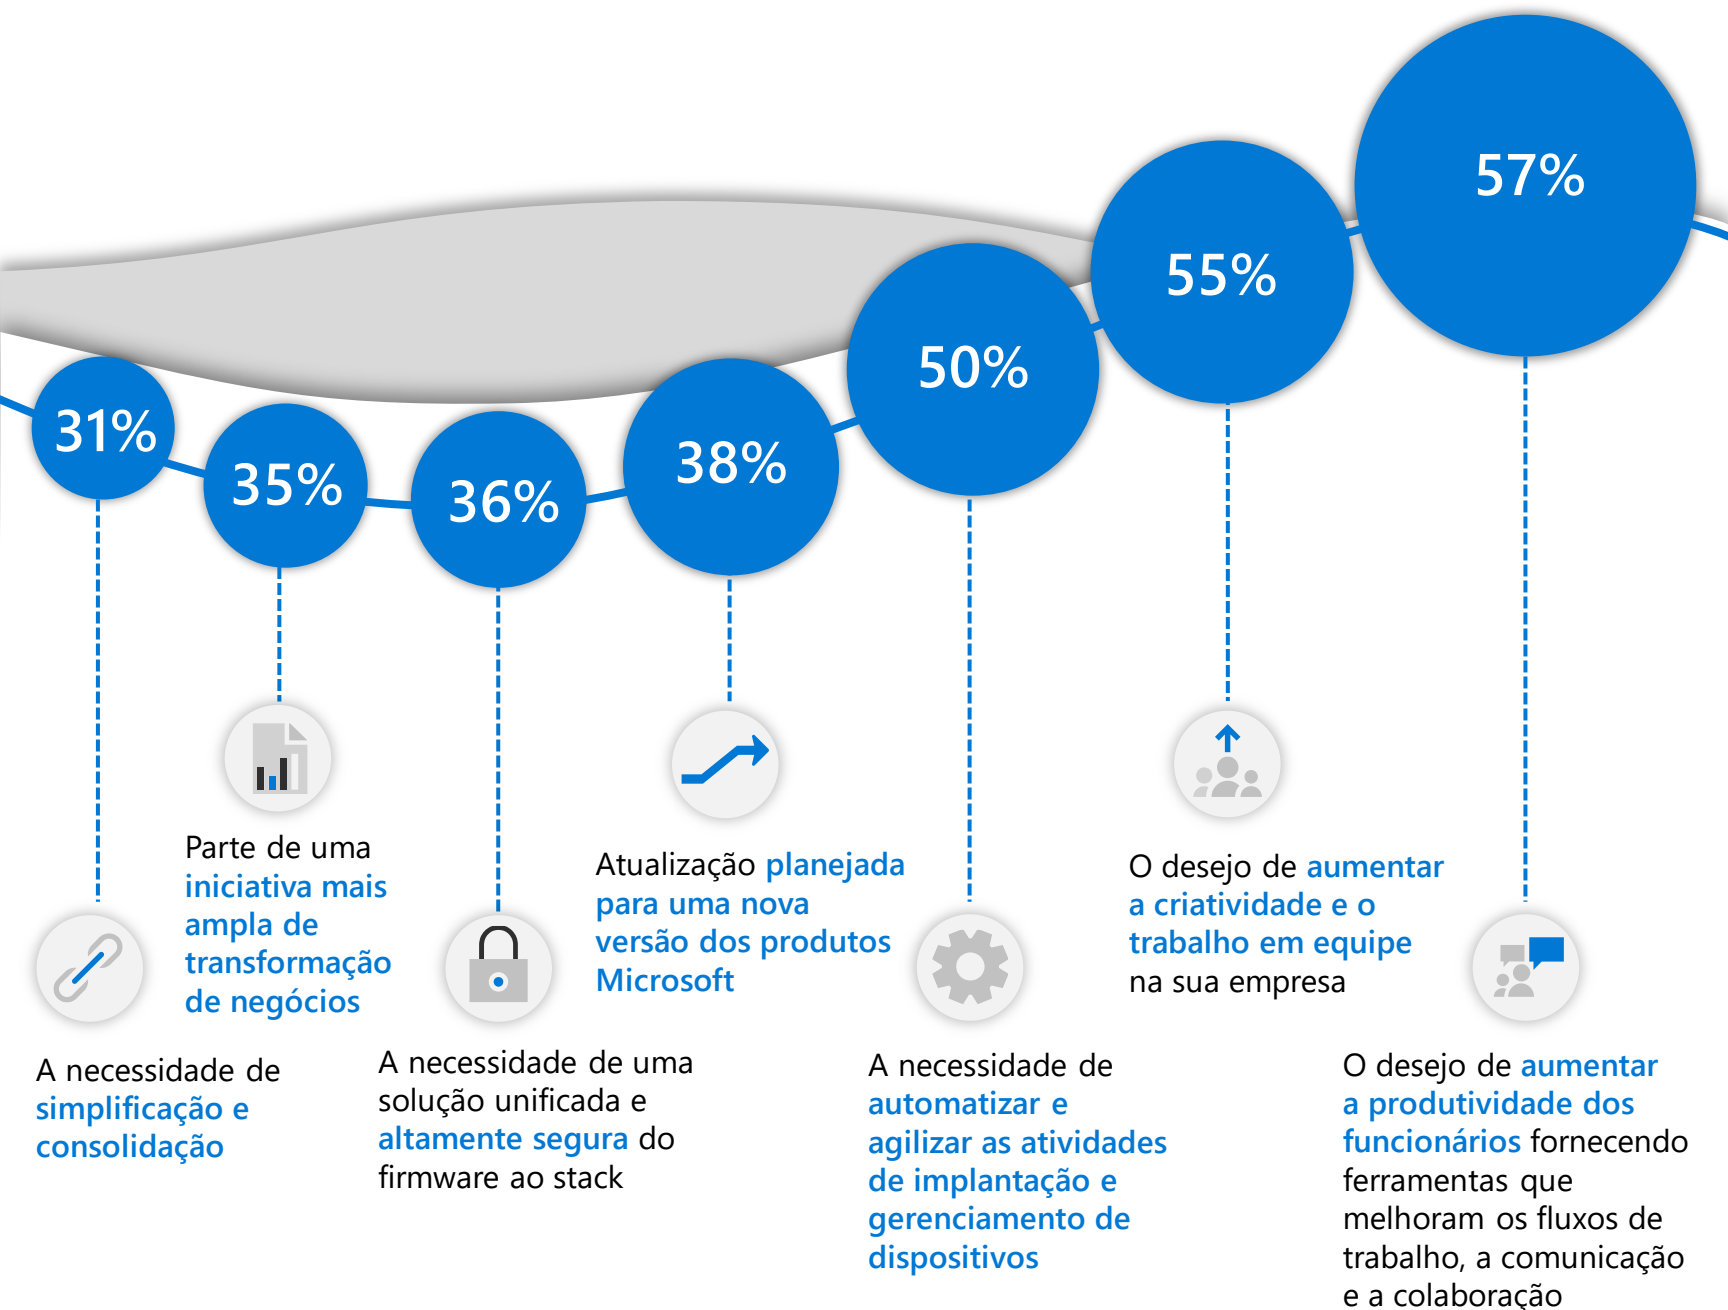 31%
35%
36%
38%
50%
55%
57%
A necessidade de
simplificação e
consolidação
Parte de uma
iniciativa mais
ampla de
transformação
de negócios
A necessidade de uma
solução unificada e
altamente segura do
firmware ao stack
Atualização planejada
para uma nova
versão dos produtos
Microsoft
A necessidade de
automatizar e
agilizar as atividades
de implantação e
gerenciamento de
dispositivos
O desejo de aumentar
a criatividade e o
trabalho em equipe
na sua empresa
O desejo de aumentar
a produtividade dos
funcionários fornecendo
ferramentas que
melhoram os fluxos de
trabalho, a comunicação
e a colaboração